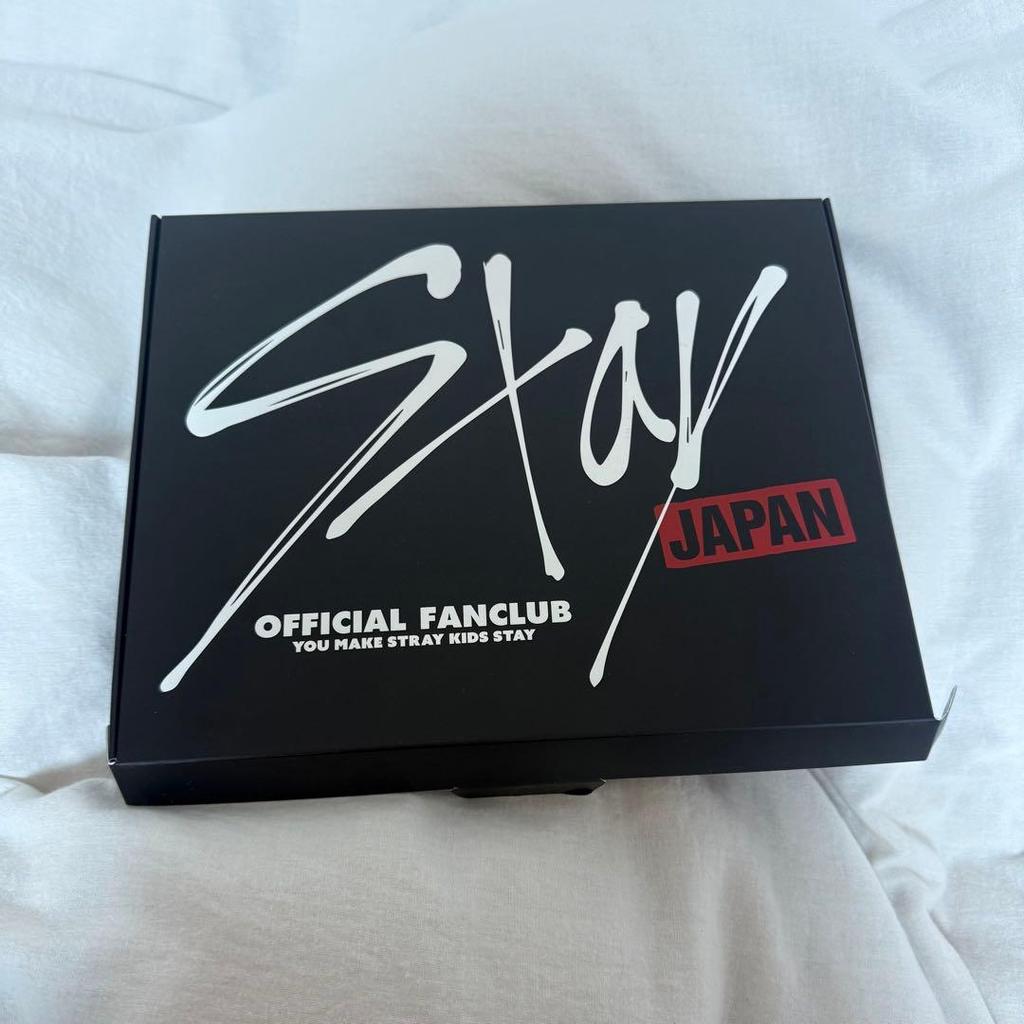 Stay
JAPAN
OFFICIAL FANCLUB
YOU MAKE STRAY KIDS STAY